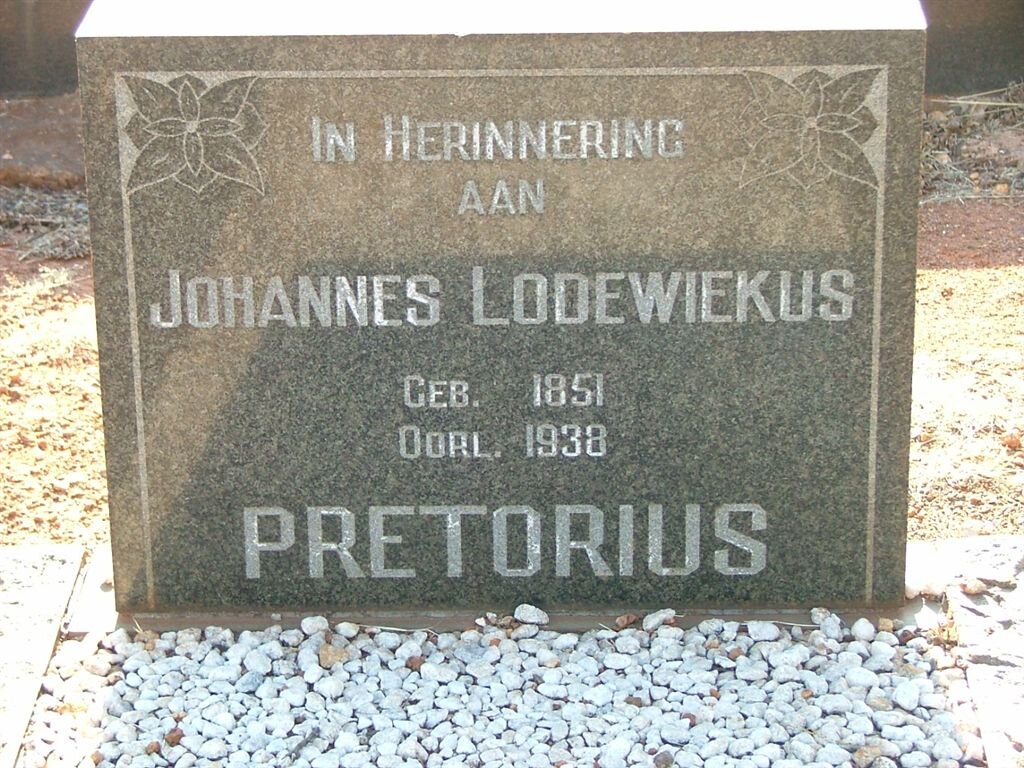 In Herinnering
aan
Johannes Lodewiekus
Geb. 1851
Oorl. 1938
PRETORIUS